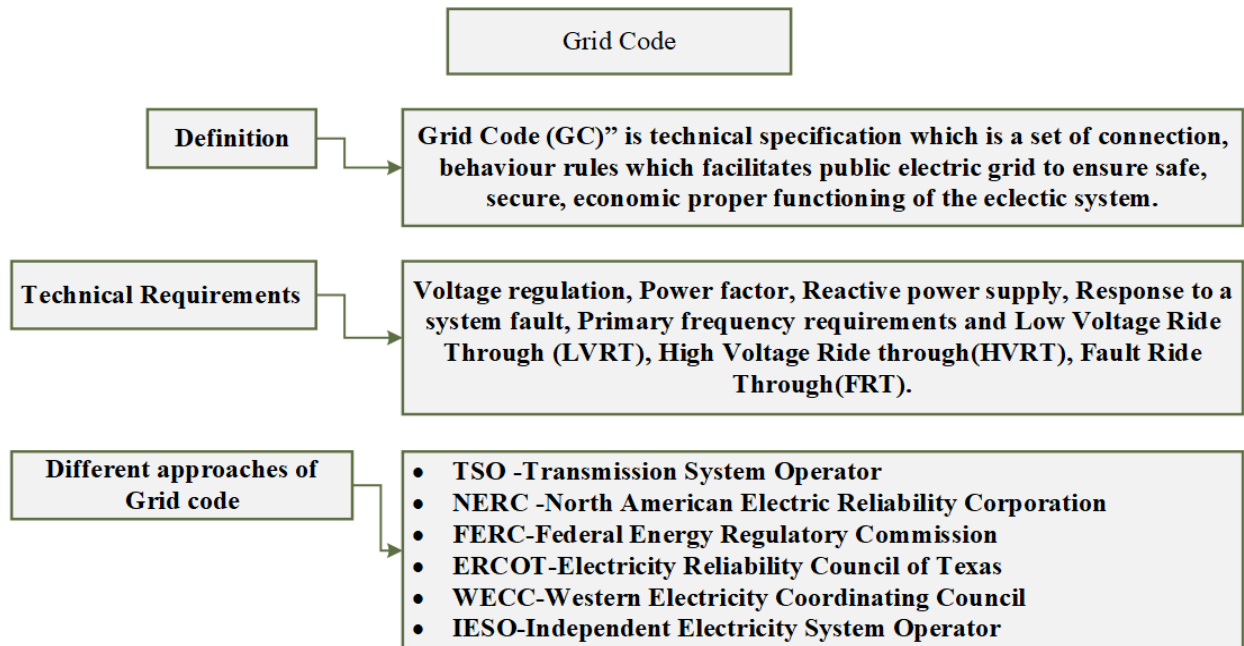 Grid Code
Definition
Grid Code (GC)” is technical specification which is a set of connection,
behaviour rules which facilitates public electric grid to ensure safe,
secure, economic proper functioning of the eclectic system.
Technical Requirements
Voltage regulation, Power factor, Reactive power supply, Response to a
system fault, Primary frequency requirements and Low Voltage Ride
Through (LVRT), High Voltage Ride through(HVRT), Fault Ride
Through(FRT).
Different approaches of
Grid code
• TSO -Transmission System Operator
• NERC -North American Electric Reliability Corporation
• FERC-Federal Energy Regulatory Commission
• ERCOT-Electricity Reliability Council of Texas
• WECC-Western Electricity Coordinating Council
• IESO-Independent Electricity System Operator